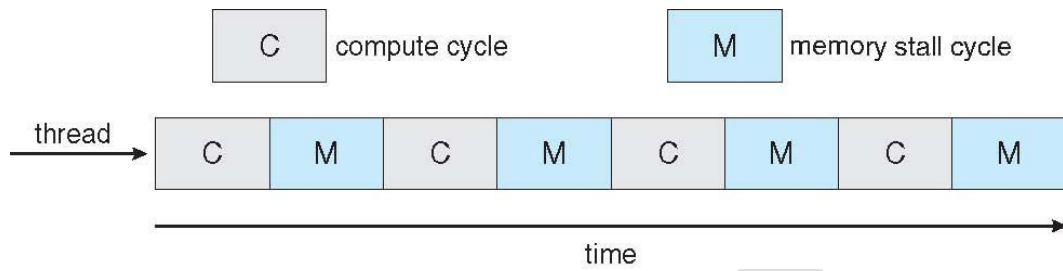 C compute cycle M memory stall cycle
thread
C M C M C M C M
time